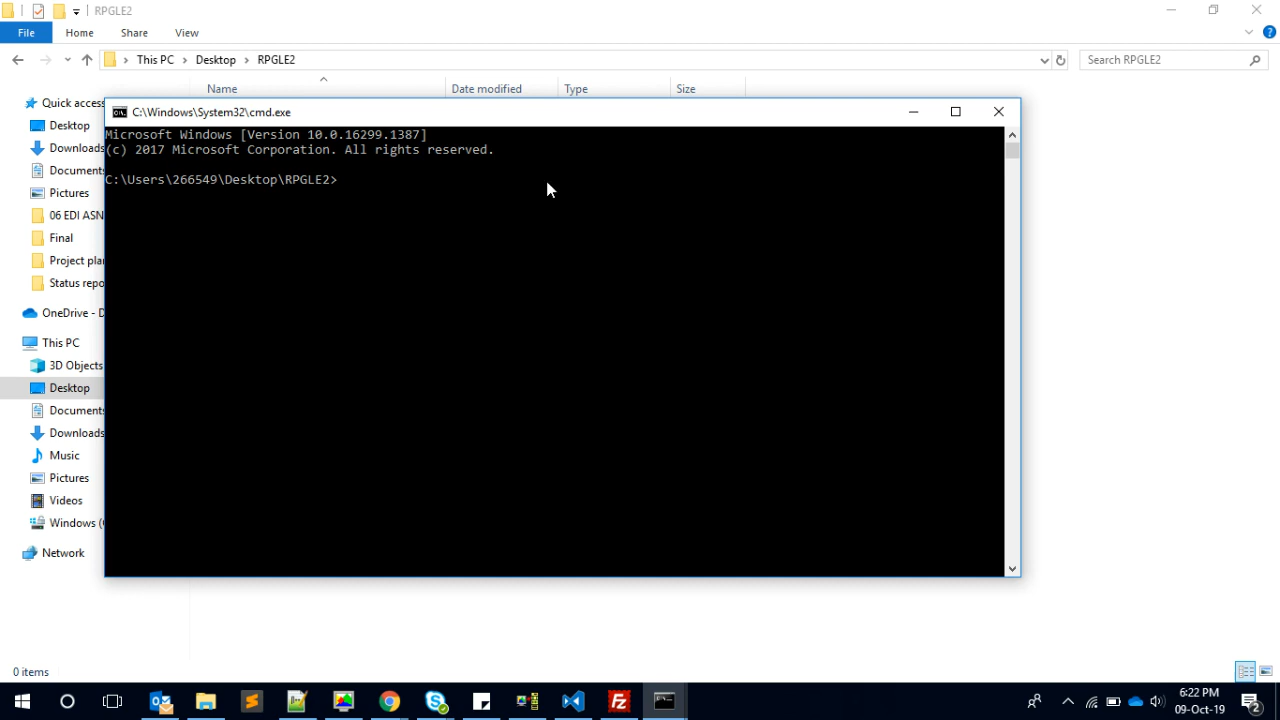 RPGLE2
File Home Share View
This PC Desktop RPGLE2
Search RPGLE2
Name Date modified Type Size
Quick access
Desktop
Downloads
Documents
Pictures
06 EDI ASN
Final
Project plan
Status repo
OneDrive - D
This PC
3D Objects
Desktop
Documents
Downloads
Music
Pictures
Videos
Windows (
Network
C:\Windows\System32\cmd.exe
Microsoft Windows [Version 10.0.16299.1387]
(c) 2017 Microsoft Corporation. All rights reserved.
C:\Users\266549\Desktop\RPGLE2>
0 items
6:22 PM
09-Oct-19
2